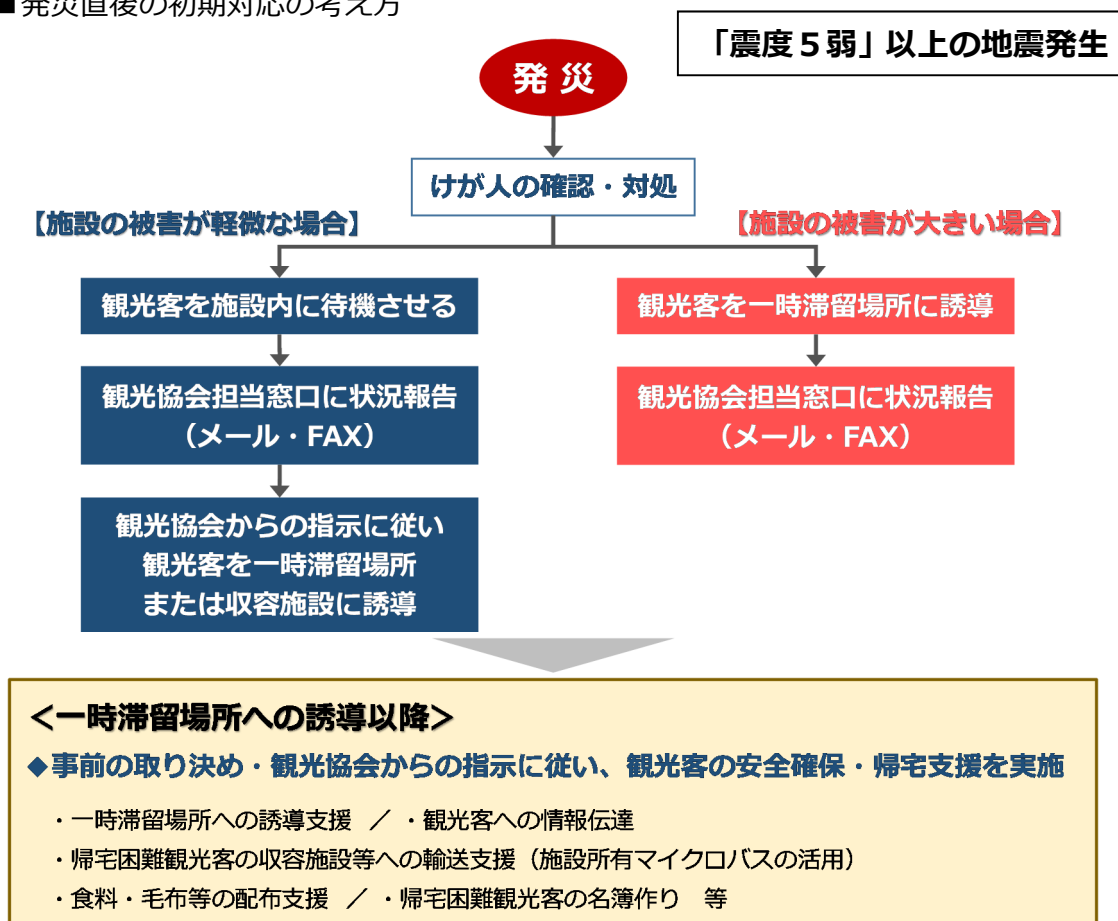 ■発災直後の初期対応の考え方
「震度５弱」以上の地震発生
発 災
けが人の確認・対処
【施設の被害が軽微な場合】
【施設の被害が大きい場合】
観光客を施設内に待機させる
観光協会担当窓口に状況報告
（メール・FAX）
観光協会からの指示に従い
観光客を一時滞留場所
または収容施設に誘導
観光客を一時滞留場所に誘導
観光協会担当窓口に状況報告
（メール・FAX）
＜一時滞留場所への誘導以降＞
◆事前の取り決め・観光協会からの指示に従い、観光客の安全確保・帰宅支援を実施
・一時滞留場所への誘導支援 ／ ・観光客への情報伝達
・帰宅困難観光客の収容施設等への輸送支援（施設所有マイクロバスの活用）
・食料・毛布等の配布支援 ／ ・帰宅困難観光客の名簿作り 等